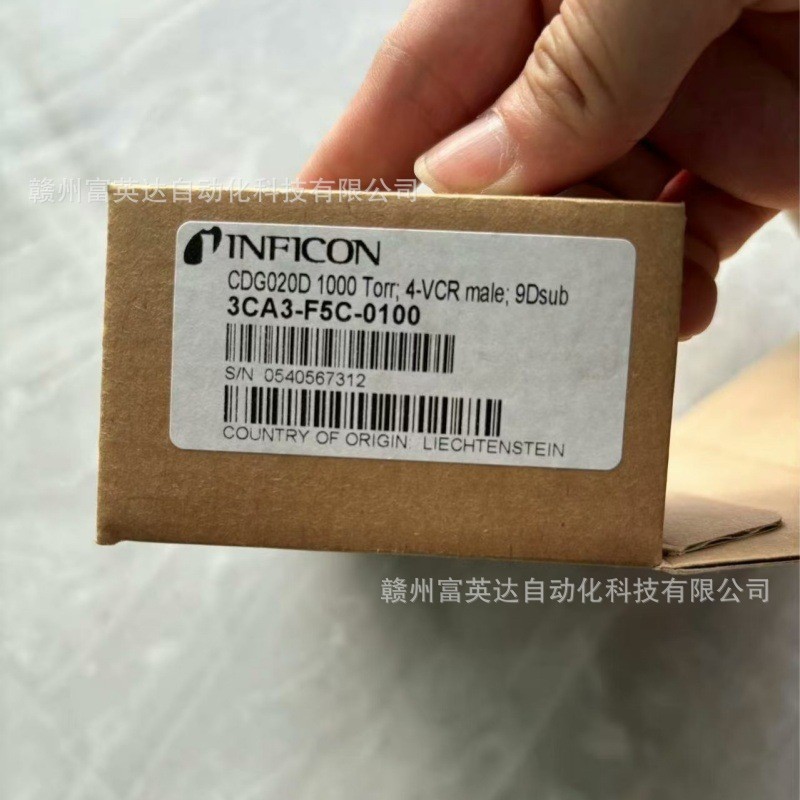 赣州富英达自动化科技有限公司
INFICON
CDG020D 1000 Torr; 4-VCR male; 9Dsub
3CA3-F5C-0100
S/N 0540567312
COUNTRY OF ORIGIN: LIECHTENSTEIN
赣州富英达自动化科技有限公司